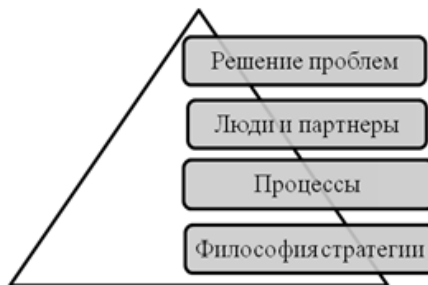 Решение проблем
Люди и партнеры
Процессы
Философия стратегии